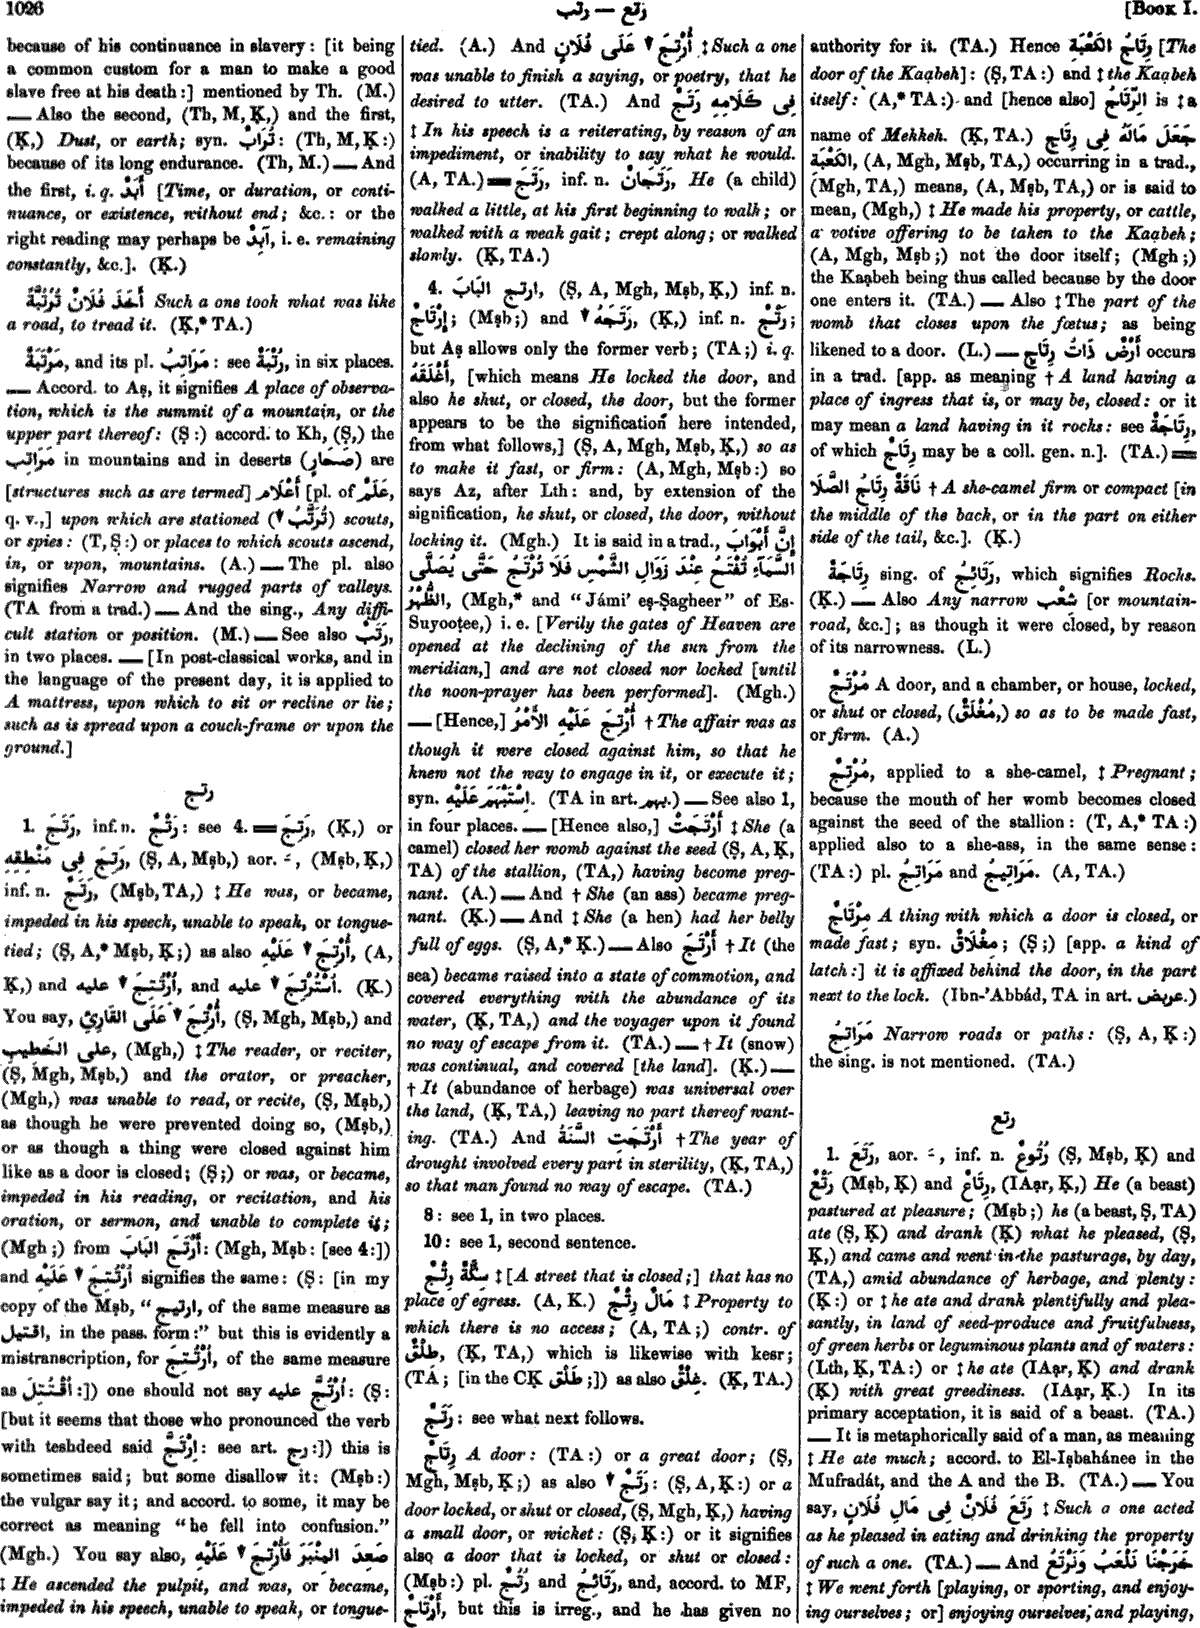 1026
رتب — رتع
[BOOK I.
because of his continuance in slavery: [it being
a common custom for a man to make a good
slave free at his death:] mentioned by Th. (M.)
— Also the second, (Th, M, Ḳ,) and the first,
(Ḳ,) Dust, or earth; syn. تُرَابٌ: (Th, M, Ḳ:)
because of its long endurance. (Th, M.) — And
the first, i. q. أَبَدٌ [Time, or duration, or conti-
nuance, or existence, without end; &c.: or the
right reading may perhaps be آبِدٌ, i. e. remaining
constantly, &c.]. (Ḳ.)
أَخَذَ فُلَانٌ تُرْتُبَّةً Such a one took what was like
a road, to tread it. (Ḳ,* TA.)
مَرْتَبَةٌ, and its pl. مَرَاتِبُ: see رُتْبَةٌ, in six places.
— Accord. to Aṣ, it signifies A place of observa-
tion, which is the summit of a mountain, or the
upper part thereof: (Ṣ:) accord. to Kh, (Ṣ,) the
مَرَاتِب in mountains and in deserts (صَحَارٍ) are
[structures such as are termed] أَعْلَام [pl. of عَلَمٌ,
q. v.,] upon which are stationed (تُرَتَّبُ ▾) scouts,
or spies: (T, Ṣ:) or places to which scouts ascend,
in, or upon, mountains. (A.) — The pl. also
signifies Narrow and rugged parts of valleys.
(TA from a trad.) — And the sing., Any diffi-
cult station or position. (M.) — See also رَتَبٌ,
in two places. — [In post-classical works, and in
the language of the present day, it is applied to
A mattress, upon which to sit or recline or lie;
such as is spread upon a couch-frame or upon the
ground.]
رتج
1. رَتَجَ, inf. n. رَتْجٌ: see 4. = رَتِجَ, (Ḳ,) or
رَتِجَ فِى مَنْطِقِهِ, (Ṣ, A, Mṣb,) aor. ـَ, (Mṣb, Ḳ,)
inf. n. رَتَجٌ, (Mṣb, TA,) ‡ He was, or became,
impeded in his speech, unable to speak, or tongue-
tied; (Ṣ, A,* Mṣb, Ḳ;) as also أُرْتِجَ ▾ عَلَيْهِ, (A,
Ḳ,) and أُرْتُتِجَ ▾ عليه, and اُسْتُرْتِجَ ▾ عليه. (Ḳ.)
You say, أُرْتِجَ ▾ عَلَى القَارِئِ, (Ṣ, Mgh, Mṣb,) and
على الخَطِيبِ, (Mgh,) ‡ The reader, or reciter,
(Ṣ, Mgh, Mṣb,) and the orator, or preacher,
(Mgh,) was unable to read, or recite, (Ṣ, Mṣb,)
as though he were prevented doing so, (Mṣb,)
or as though a thing were closed against him
like as a door is closed; (Ṣ;) or was, or became,
impeded in his reading, or recitation, and his
oration, or sermon, and unable to complete it;
(Mgh;) from أَرْتَجَ البَابَ: (Mgh, Mṣb: [see 4:])
and اُرْتُتِجَ ▾ عَلَيْهِ signifies the same: (Ṣ: [in my
copy of the Mṣb, “ارتيج, of the same measure as
اقتيل, in the pass. form:” but this is evidently a
mistranscription, for اُرْتُتِجَ, of the same measure
as اُقْتُتِلَ:]) one should not say اُرْتُجَّ عليه: (Ṣ:
[but it seems that those who pronounced the verb
with teshdeed said اِرْتَجَّ: see art. رج:]) this is
sometimes said; but some disallow it: (Mṣb:)
the vulgar say it; and accord. to some, it may be
correct as meaning “he fell into confusion.”
(Mgh.) You say also, صَعِدَ المِنْبَرَ فَأُرْتِجَ ▾ عَلَيْهِ
‡ He ascended the pulpit, and was, or became,
impeded in his speech, unable to speak, or tongue-
tied. (A.) And أُرْتِجَ ▾ عَلَى فُلَانٍ ‡ Such a one
was unable to finish a saying, or poetry, that he
desired to utter. (TA.) And فِى كَلَامِهِ رَتَجٌ
‡ In his speech is a reiterating, by reason of an
impediment, or inability to say what he would.
(A, TA.) = رَتَجَ, inf. n. رَتَجَانٌ, He (a child)
walked a little, at his first beginning to walk; or
walked with a weak gait; crept along; or walked
slowly. (Ḳ, TA.)
4. ارتج البَابَ, (Ṣ, A, Mgh, Mṣb, Ḳ,) inf. n.
إِرْتَاجٌ; (Mṣb;) and رَتَجَهُ ▾, (Ḳ,) inf. n. رَتْجٌ;
but Aṣ allows only the former verb; (TA;) i. q.
أَغْلَقَهُ, [which means He locked the door, and
also he shut, or closed, the door, but the former
appears to be the signification here intended,
from what follows,] (Ṣ, A, Mgh, Mṣb, Ḳ,) so as
to make it fast, or firm: (A, Mgh, Mṣb:) so
says Az, after Lth: and, by extension of the
signification, he shut, or closed, the door, without
locking it. (Mgh.) It is said in a trad., إِنَّ أَبْوَابَ
السَّمَآءِ تُفْتَحُ عِنْدَ زَوَالِ الشَّمْسِ فَلَا تُرْتَجُ حَتَّى يُصَلَّى
الظُّهْرُ, (Mgh,* and “Jámi' eṣ-Ṣagheer” of Es-
Suyooṭee,) i. e. [Verily the gates of Heaven are
opened at the declining of the sun from the
meridian,] and are not closed nor locked [until
the noon-prayer has been performed]. (Mgh.)
— [Hence,] أُرْتِجَ عَلَيْهِ الأَمْرُ † The affair was as
though it were closed against him, so that he
knew not the way to engage in it, or execute it;
syn. اِسْتَبْهَمَ عَلَيْهِ. (TA in art. بهم.) — See also 1,
in four places. — [Hence also,] أَرْتَجَتْ ‡ She (a
camel) closed her womb against the seed (Ṣ, A, Ḳ,
TA) of the stallion, (TA,) having become preg-
nant. (A.) — And † She (an ass) became preg-
nant. (Ḳ.) — And ‡ She (a hen) had her belly
full of eggs. (Ṣ, A,* Ḳ.) — Also أَرْتَجَ † It (the
sea) became raised into a state of commotion, and
covered everything with the abundance of its
water, (Ḳ, TA,) and the voyager upon it found
no way of escape from it. (TA.) — † It (snow)
was continual, and covered [the land]. (Ḳ.) —
† It (abundance of herbage) was universal over
the land, (Ḳ, TA,) leaving no part thereof want-
ing. (TA.) And أَرْتَجَتِ السَّنَةُ † The year of
drought involved every part in sterility, (Ḳ, TA,)
so that man found no way of escape. (TA.)
8: see 1, in two places.
10: see 1, second sentence.
سِكَّةٌ رِتْجٌ ‡ [A street that is closed;] that has no
place of egress. (A, K.) مَالٌ رِتْجٌ ‡ Property to
which there is no access; (A, TA;) contr. of
طِلْقٌ, (Ḳ, TA,) which is likewise with kesr;
(TA; [in the CḲ طَلْق;]) as also غِلْقٌ. (Ḳ, TA.)
رَتَجٌ: see what next follows.
رِتَاجٌ A door: (TA:) or a great door; (Ṣ,
Mgh, Mṣb, Ḳ;) as also رَتَجٌ ▾: (Ṣ, A, Ḳ:) or a
door locked, or shut or closed, (Ṣ, Mgh, Ḳ,) having
a small door, or wicket: (Ṣ, Ḳ:) or it signifies
also a door that is locked, or shut or closed:
(Mṣb:) pl. رُتُجٌ and رَتَائِجُ, and, accord. to MF,
أَرْتَاجٌ, but this is irreg., and he has given no
authority for it. (TA.) Hence رِتَاجُ الكَعْبَةِ [The
door of the Kaạbeh]: (Ṣ, TA:) and ‡ the Kaạbeh
itself: (A,* TA:) and [hence also] الرِّتَاجُ is ‡ a
name of Mekkeh. (Ḳ, TA.) جَعَلَ مَالَهُ فِى رِتَاجِ
الكَعْبَةِ, (A, Mgh, Mṣb, TA,) occurring in a trad.,
(Mgh, TA,) means, (A, Mṣb, TA,) or is said to
mean, (Mgh,) ‡ He made his property, or cattle,
a votive offering to be taken to the Kaạbeh;
(A, Mgh, Mṣb;) not the door itself; (Mgh;)
the Kaạbeh being thus called because by the door
one enters it. (TA.) — Also ‡ The part of the
womb that closes upon the fœtus; as being
likened to a door. (L.) — أَرْضٌ ذَاتُ رِتَاجٍ occurs
in a trad. [app. as meaning † A land having a
place of ingress that is, or may be, closed: or it
may mean a land having in it rocks: see رِتَاجَةٌ,
of which رِتَاجٌ may be a coll. gen. n.]. (TA.) =
نَاقَةٌ رِتَاجُ الصَّلَا † A she-camel firm or compact [in
the middle of the back, or in the part on either
side of the tail, &c.]. (Ḳ.)
رِتَاجَةٌ sing. of رَتَائِجُ, which signifies Rocks.
(Ḳ.) — Also Any narrow شِعْب [or mountain-
road, &c.]; as though it were closed, by reason
of its narrowness. (L.)
مُرْتَجٌ A door, and a chamber, or house, locked,
or shut or closed, (مُغْلَقٌ,) so as to be made fast,
or firm. (A.)
مُرْتِجٌ, applied to a she-camel, ‡ Pregnant;
because the mouth of her womb becomes closed
against the seed of the stallion: (T, A,* TA:)
applied also to a she-ass, in the same sense:
(TA:) pl. مَرَاتِجُ and مَرَاتِيجُ. (A, TA.)
مِرْتَاجٌ A thing with which a door is closed, or
made fast; syn. مِغْلَاقٌ; (Ṣ;) [app. a kind of
latch:] it is affixed behind the door, in the part
next to the lock. (Ibn-'Abbád, TA in art. عربض.)
مَرَاتِجُ Narrow roads or paths: (Ṣ, A, Ḳ:)
the sing. is not mentioned. (TA.)
رتع
1. رَتَعَ, aor. ـَ, inf. n. رُتُوعٌ (Ṣ, Mṣb, Ḳ) and
رَتْعٌ (Mṣb, Ḳ) and رِتَاعٌ, (IAạr, Ḳ,) He (a beast)
pastured at pleasure; (Mṣb;) he (a beast, Ṣ, TA)
ate (Ṣ, Ḳ) and drank (Ḳ) what he pleased, (Ṣ,
Ḳ,) and came and went in the pasturage, by day,
(TA,) amid abundance of herbage, and plenty:
(Ḳ:) or ‡ he ate and drank plentifully and plea-
santly, in land of seed-produce and fruitfulness,
of green herbs or leguminous plants and of waters:
(Lth, Ḳ, TA:) or ‡ he ate (IAạr, Ḳ) and drank
(Ḳ) with great greediness. (IAạr, Ḳ.) In its
primary acceptation, it is said of a beast. (TA.)
— It is metaphorically said of a man, as meaning
‡ He ate much; accord. to El-Iṣbahánee in the
Mufradát, and the A and the B. (TA.) — You
say, رَتَعَ فُلَانٌ فِى مَالِ فُلَانٍ ‡ Such a one acted
as he pleased in eating and drinking the property
of such a one. (TA.) — And خَرَجْنَا نَلْعَبُ وَنَرْتَعُ
‡ We went forth [playing, or sporting, and enjoy-
ing ourselves; or] enjoying ourselves, and playing,